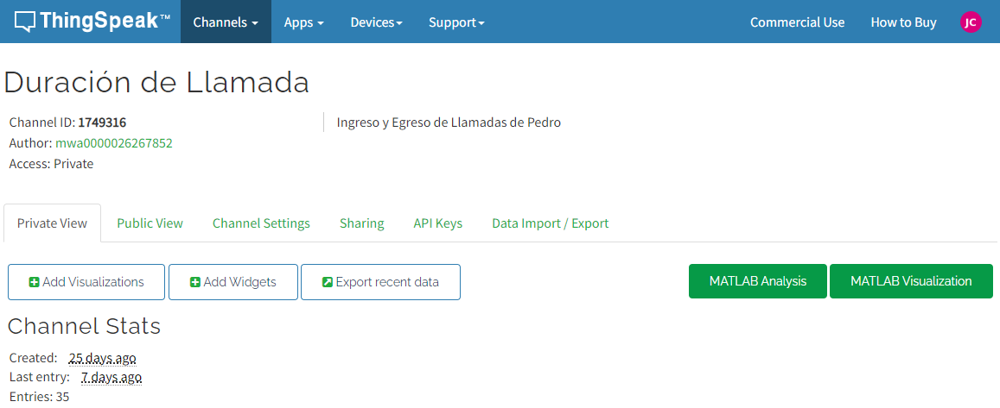 ThingSpeak™ Channels Apps Devices Support Commercial Use How to Buy JC
Duración de Llamada
Channel ID: 1749316
Ingreso y Egreso de Llamadas de Pedro
Author: mwa0000026267852
Access: Private
Private View Public View Channel Settings Sharing API Keys Data Import / Export
Add Visualizations Add Widgets Export recent data MATLAB Analysis MATLAB Visualization
Channel Stats
Created: 25 days ago
Last entry: 7 days ago
Entries: 35